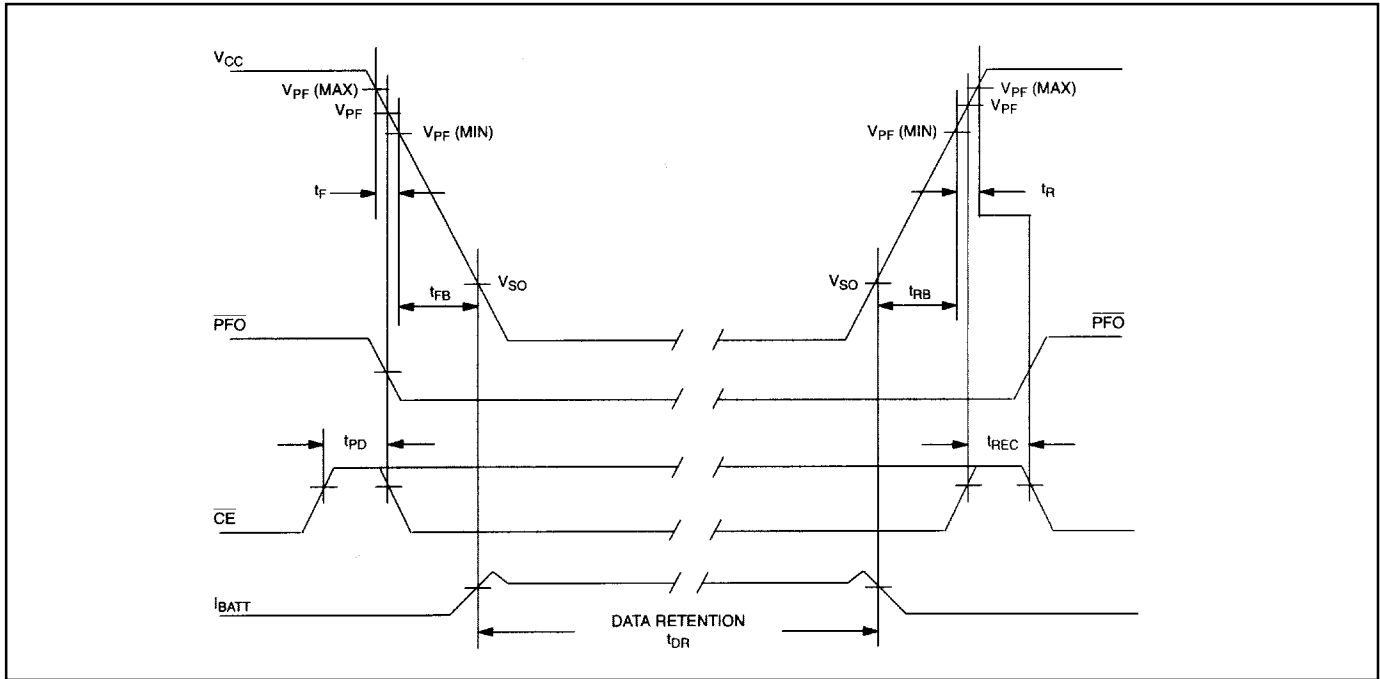 VCC
VPF (MAX)
VPF
VPF (MIN)
tF
tFB
VSO
VPF (MAX)
VPF
VPF (MIN)
tR
VSO
tRB
PFO
PFO
tPD
tREC
CE
IBATT
DATA RETENTION
tDR